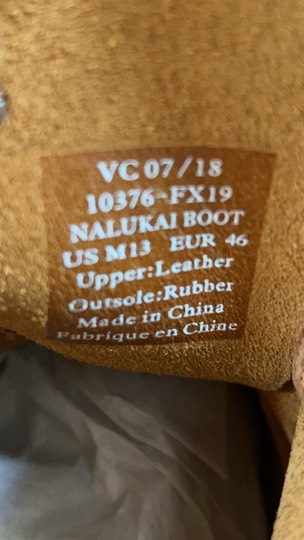 VC 07/18
10376-FX19
NALUKAI BOOT
US M13 EUR 46
Upper:Leather
Outsole:Rubber
Made in China
Fabrique en Chine